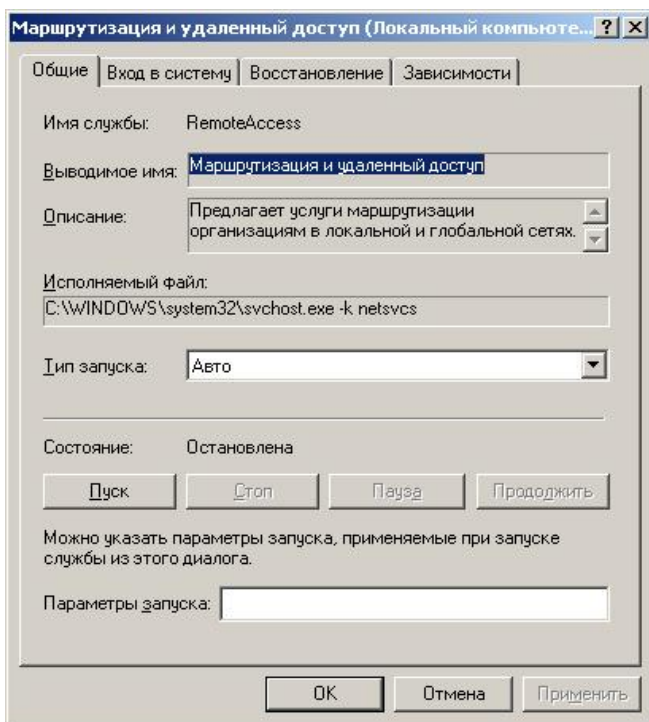 Маршрутизация и удаленный доступ (Локальный компьюте...
Общие
Вход в систему
Восстановление
Зависимости
Имя службы: RemoteAccess
Выводимое имя: Маршрутизация и удаленный доступ
Описание: Предлагает услуги маршрутизации
организациям в локальной и глобальной сетях.
Исполняемый файл:
C:\WINDOWS\system32\svchost.exe -k netsvcs
Тип запуска: Авто
Состояние: Остановлена
Пуск
Стоп
Пауза
Продолжить
Можно указать параметры запуска, применяемые при запуске
службы из этого диалога.
Параметры запуска:
OK
Отмена
Применить